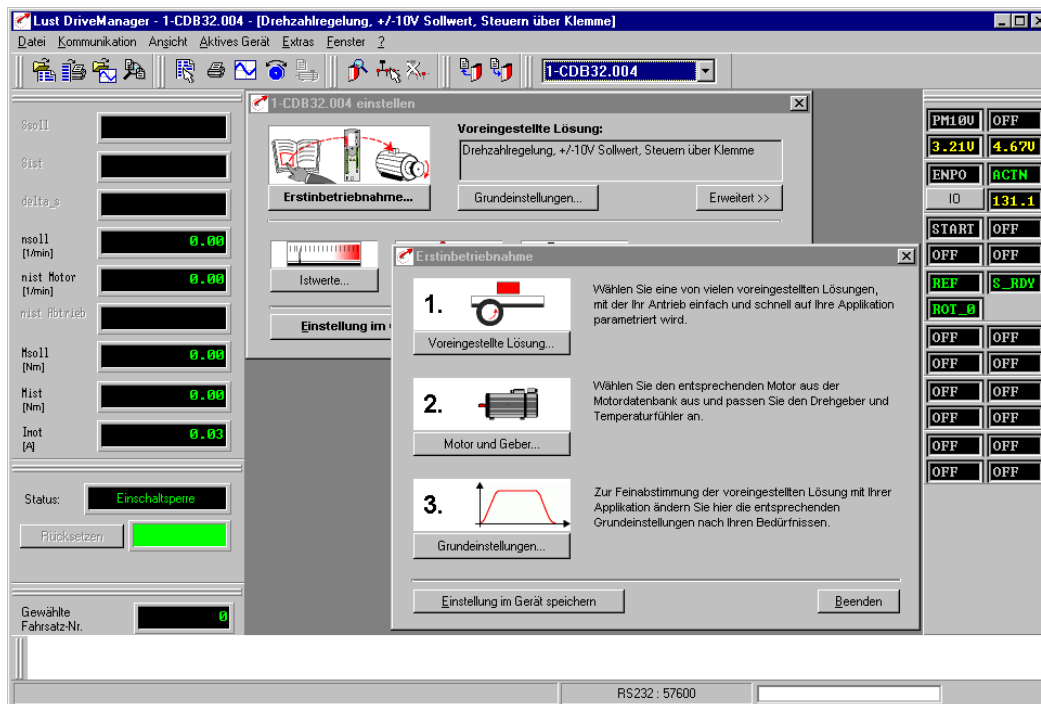 Lust DriveManager - 1-CDB32.004 - [Drehzahlregelung, +/-10V Sollwert, Steuern über Klemme]
Datei Kommunikation Ansicht Aktives Gerät Extras Fenster ?
1-CDB32.004
Ssoll
Sist
delta_s
nsoll 0.00
[1/min]
nist Motor 0.00
[1/min]
nist Abtrieb
Msoll 0.00
[Nm]
Mist 0.00
[Nm]
Imot 0.03
[A]
Status: Einschaltsperre
Rücksetzen
Gewählte
Fahrsatz-Nr. 0
1-CDB32.004 einstellen
Voreingestellte Lösung:
Drehzahlregelung, +/-10V Sollwert, Steuern über Klemme
Erstinbetriebnahme...
Grundeinstellungen...
Erweitert >>
Istwerte...
Einstellung im
Erstinbetriebnahme
1.
Wählen Sie eine von vielen voreingestellten Lösungen,
mit der Ihr Antrieb einfach und schnell auf Ihre Applikation
parametriert wird.
Voreingestellte Lösung...
2.
Wählen Sie den entsprechenden Motor aus der
Motordatenbank aus und passen Sie den Drehgeber und
Temperaturfühler an.
Motor und Geber...
3.
Zur Feinabstimmung der voreingestellten Lösung mit Ihrer
Applikation ändern Sie hier die entsprechenden
Grundeinstellungen nach Ihren Bedürfnissen.
Grundeinstellungen...
Einstellung im Gerät speichern
Beenden
PM10V OFF
3.21V 4.67V
ENPO ACTN
IO 131.1
START OFF
OFF OFF
REF S_RDY
ROT_0
OFF OFF
OFF OFF
OFF OFF
OFF OFF
OFF OFF
OFF OFF
RS232 : 57600